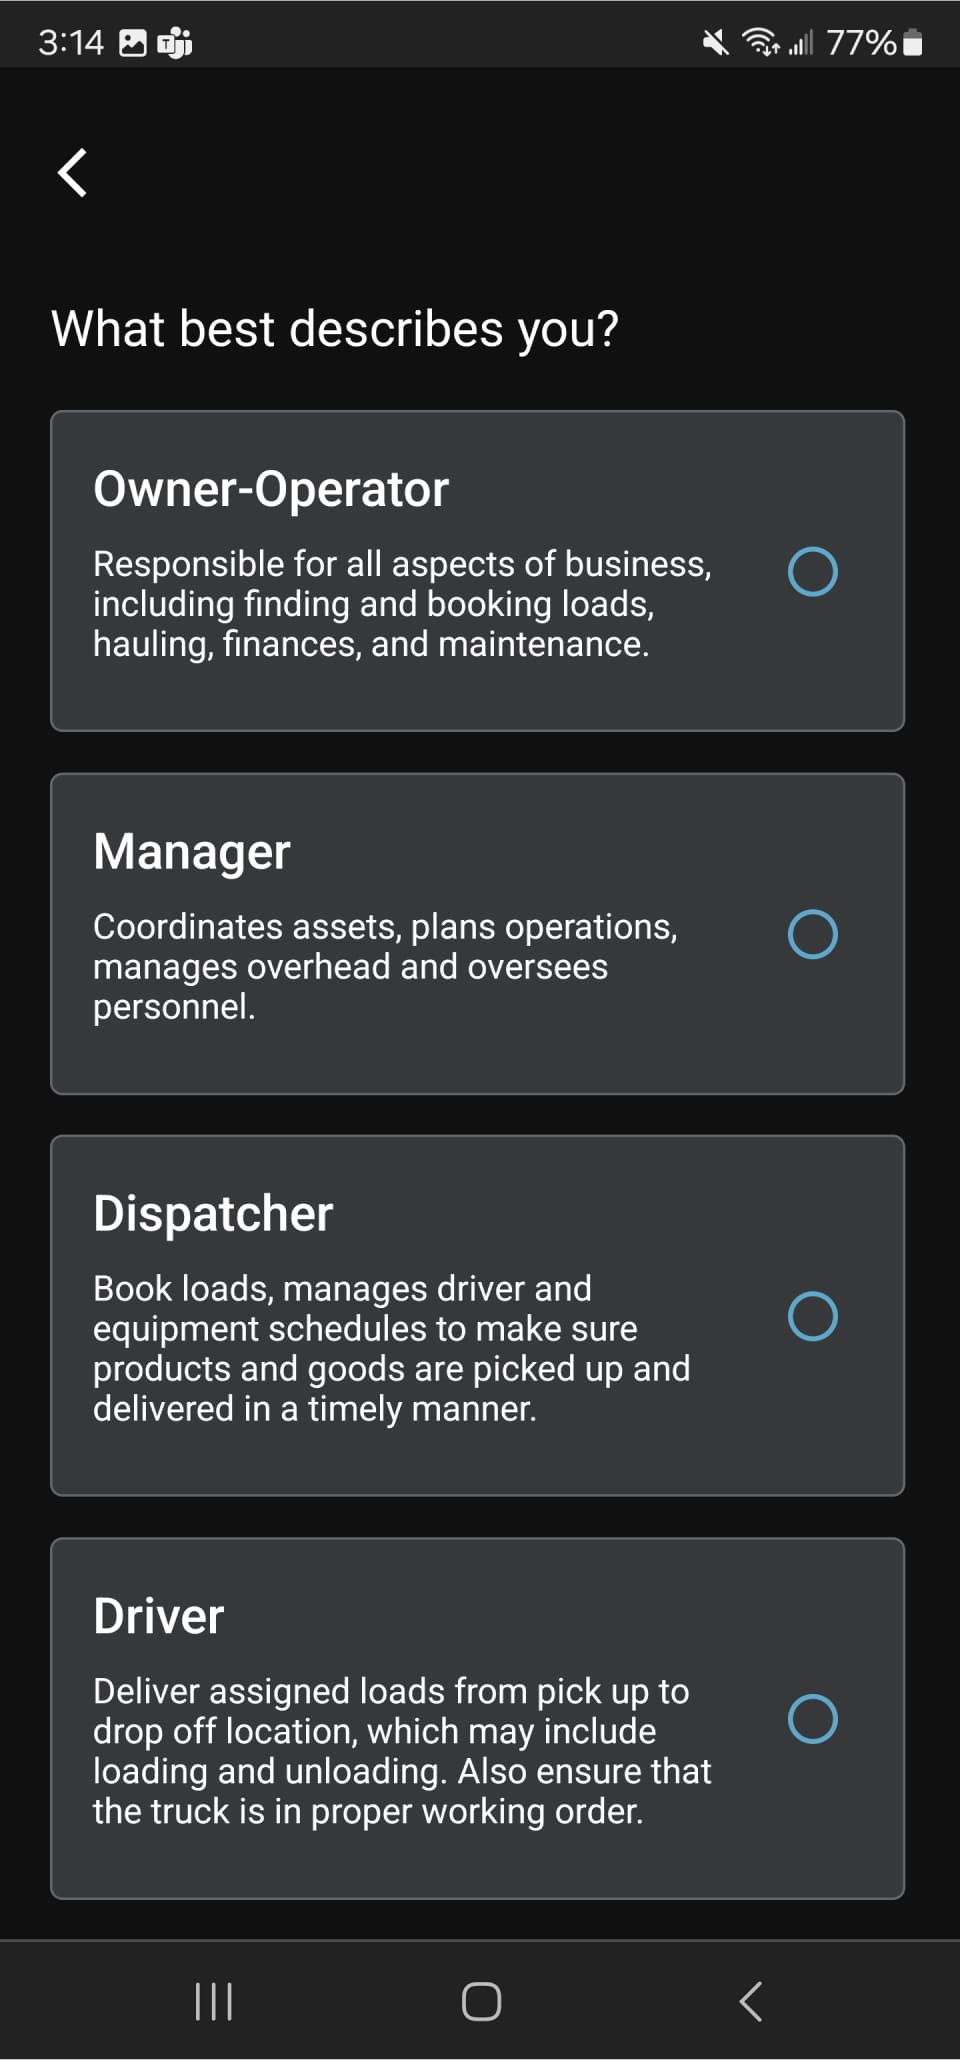 3:14
77%
What best describes you?
Owner-Operator
Responsible for all aspects of business,
including finding and booking loads,
hauling, finances, and maintenance.
Manager
Coordinates assets, plans operations,
manages overhead and oversees
personnel.
Dispatcher
Book loads, manages driver and
equipment schedules to make sure
products and goods are picked up and
delivered in a timely manner.
Driver
Deliver assigned loads from pick up to
drop off location, which may include
loading and unloading. Also ensure that
the truck is in proper working order.